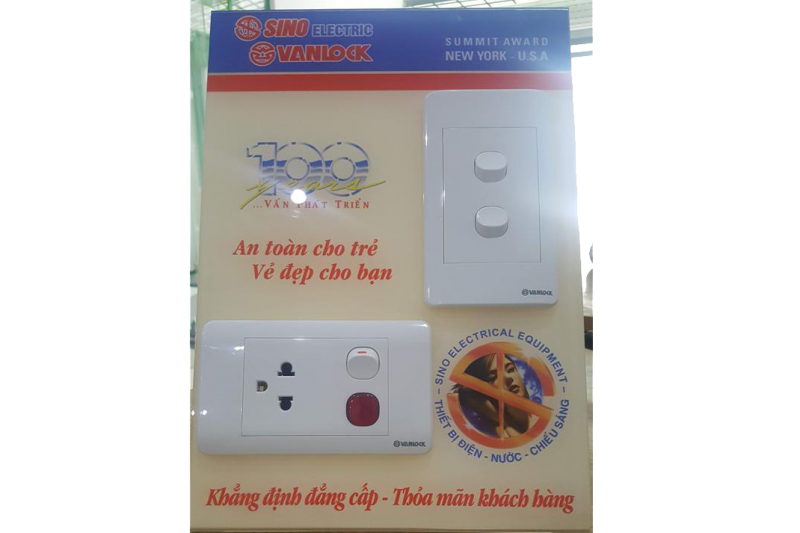 SINO ELECTRIC
VANLOCK
SUMMIT AWARD
NEW YORK - U.S.A
100
years
...VẪN PHÁT TRIỂN
An toàn cho trẻ
Vẻ đẹp cho bạn
VANLOCK
VANLOCK
- SINO ELECTRICAL EQUIPMENT -
THIẾT BỊ ĐIỆN - NƯỚC - CHIẾU SÁNG
Khẳng định đẳng cấp - Thỏa mãn khách hàng